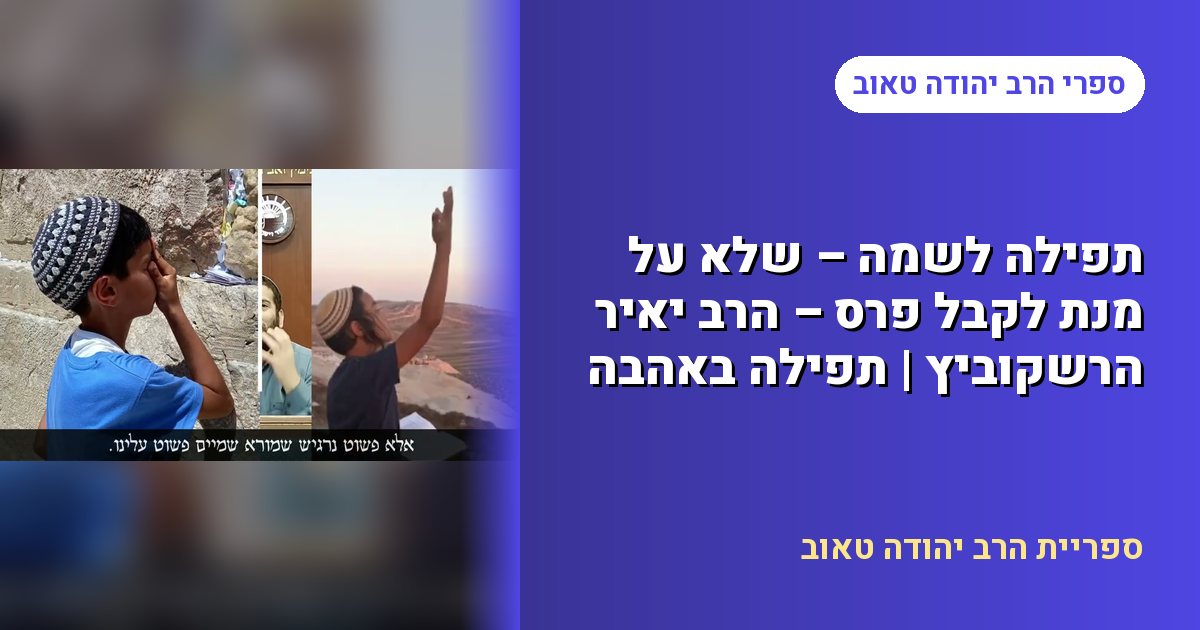 ספרי הרב יהודה טאוב
תפילה לשמה – שלא על
מנת לקבל פרס – הרב יאיר
הרשקוביץ | תפילה באהבה
אלא פשוט נרגיש שמורא שמיים פשוט עלינו.
ספריית הרב יהודה טאוב